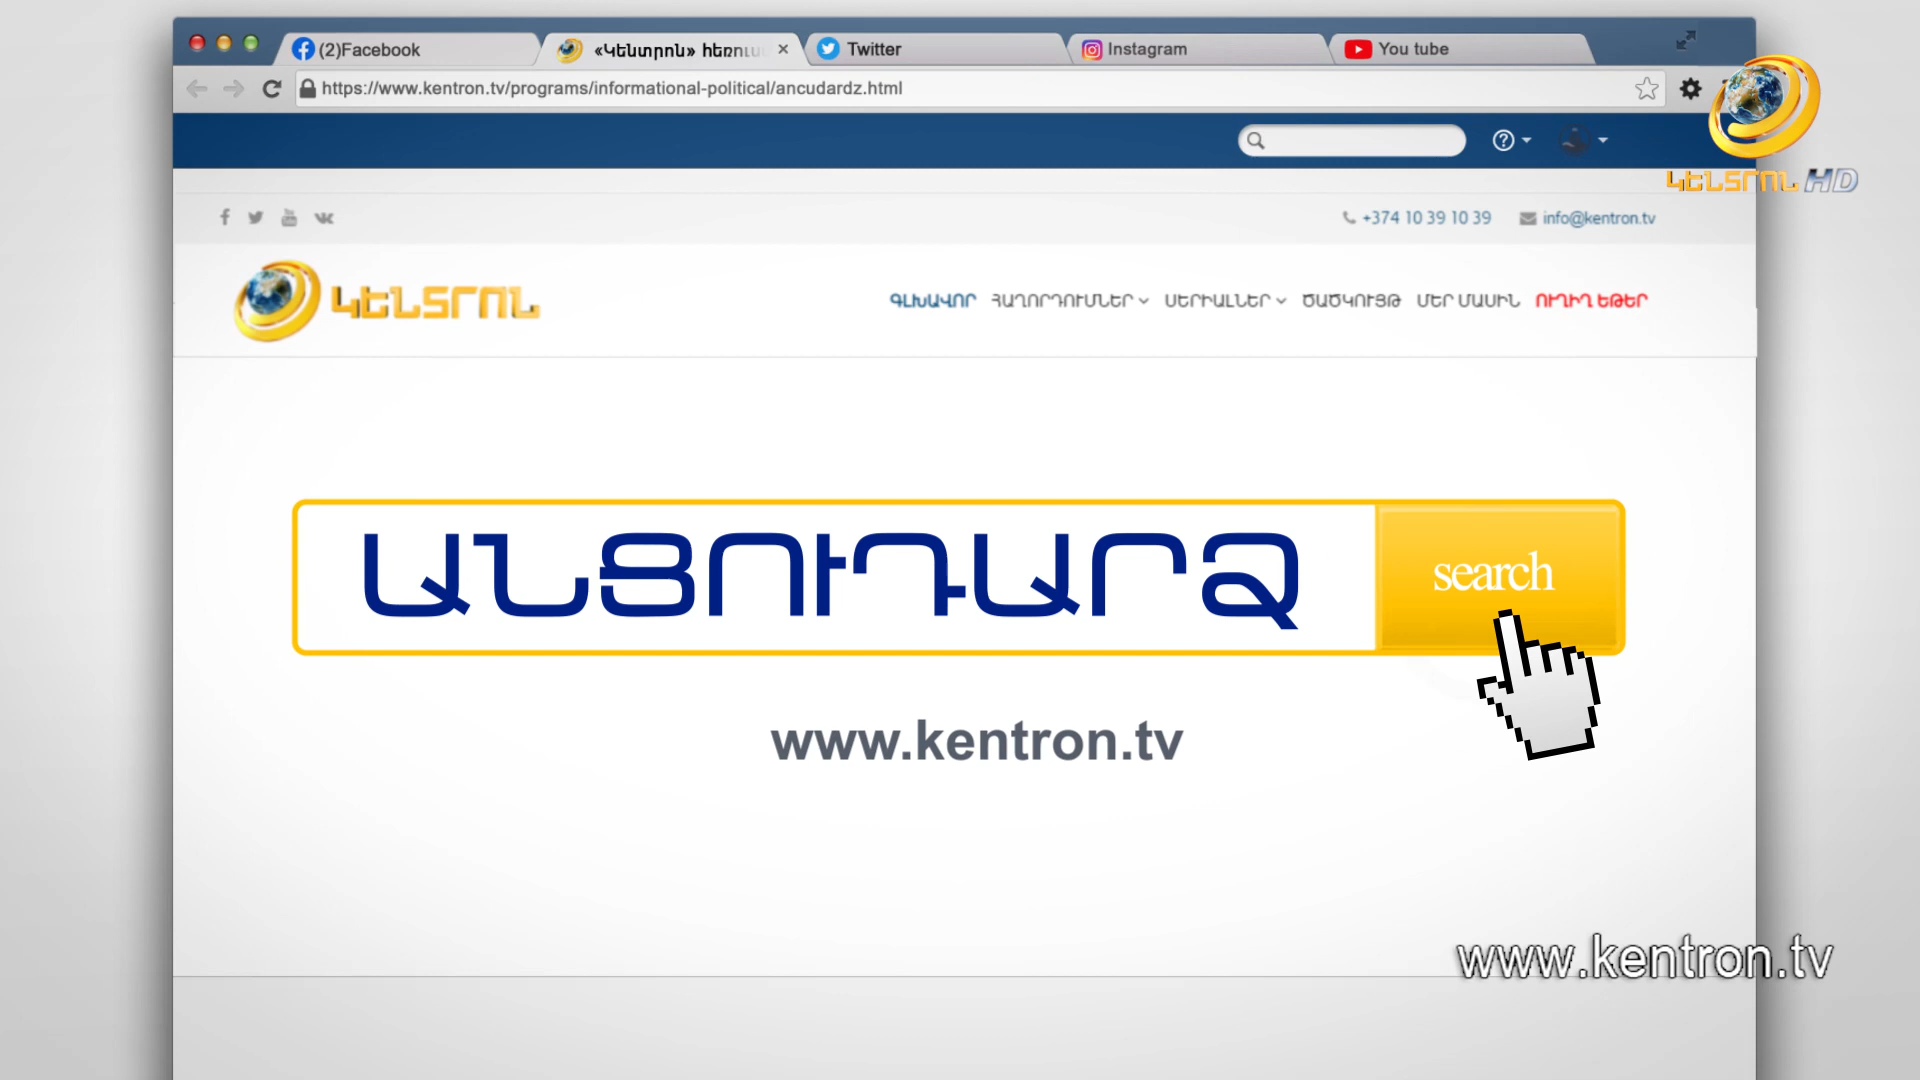 (2)Facebook
«Կենտրոն» հեռուս
Twitter
Instagram
You tube
https://www.kentron.tv/programs/informational-political/ancudardz.html
ԿԵՆՏՐՈՆ HD
+374 10 39 10 39
info@kentron.tv
ԿԵՆՏՐՈՆ
ԳԼԽԱՎՈՐ ՀԱՂՈՐԴՈՒՄՆԵՐ ՍԵՐԻԱԼՆԵՐ ԾԱԾԿՈՒՅԹ ՄԵՐ ՄԱՍԻՆ ՈՒՂԻՂ ԵԹԵՐ
ԱՆՑՈՒԴԱՐՁ
search
www.kentron.tv
www.kentron.tv